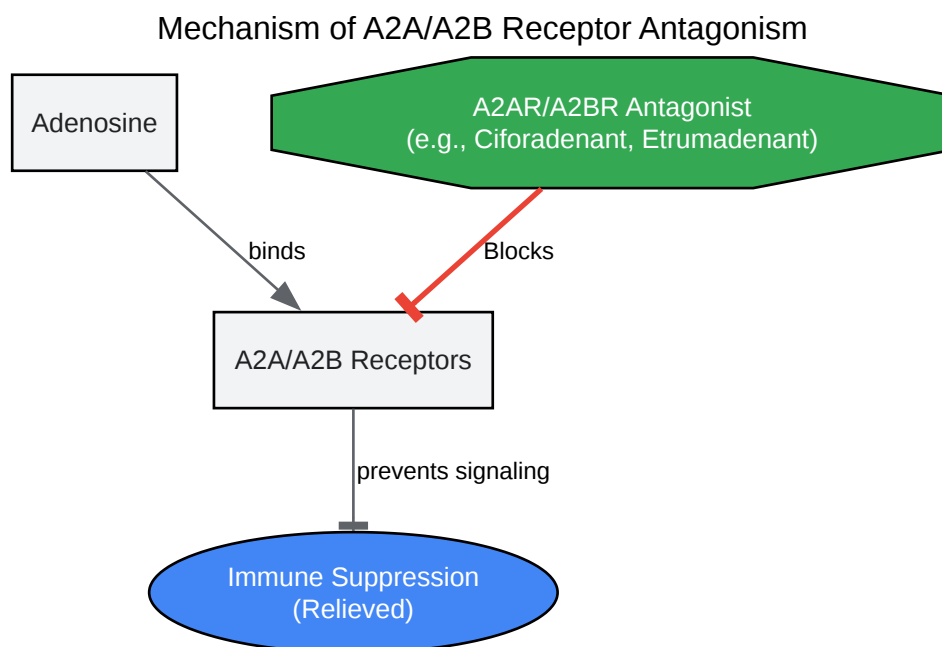 Mechanism of A2A/A2B Receptor Antagonism
Adenosine
A2AR/A2BR Antagonist
(e.g., Ciforadenant, Etrumadenant)
binds
Blocks
A2A/A2B Receptors
prevents signaling
Immune Suppression
(Relieved)